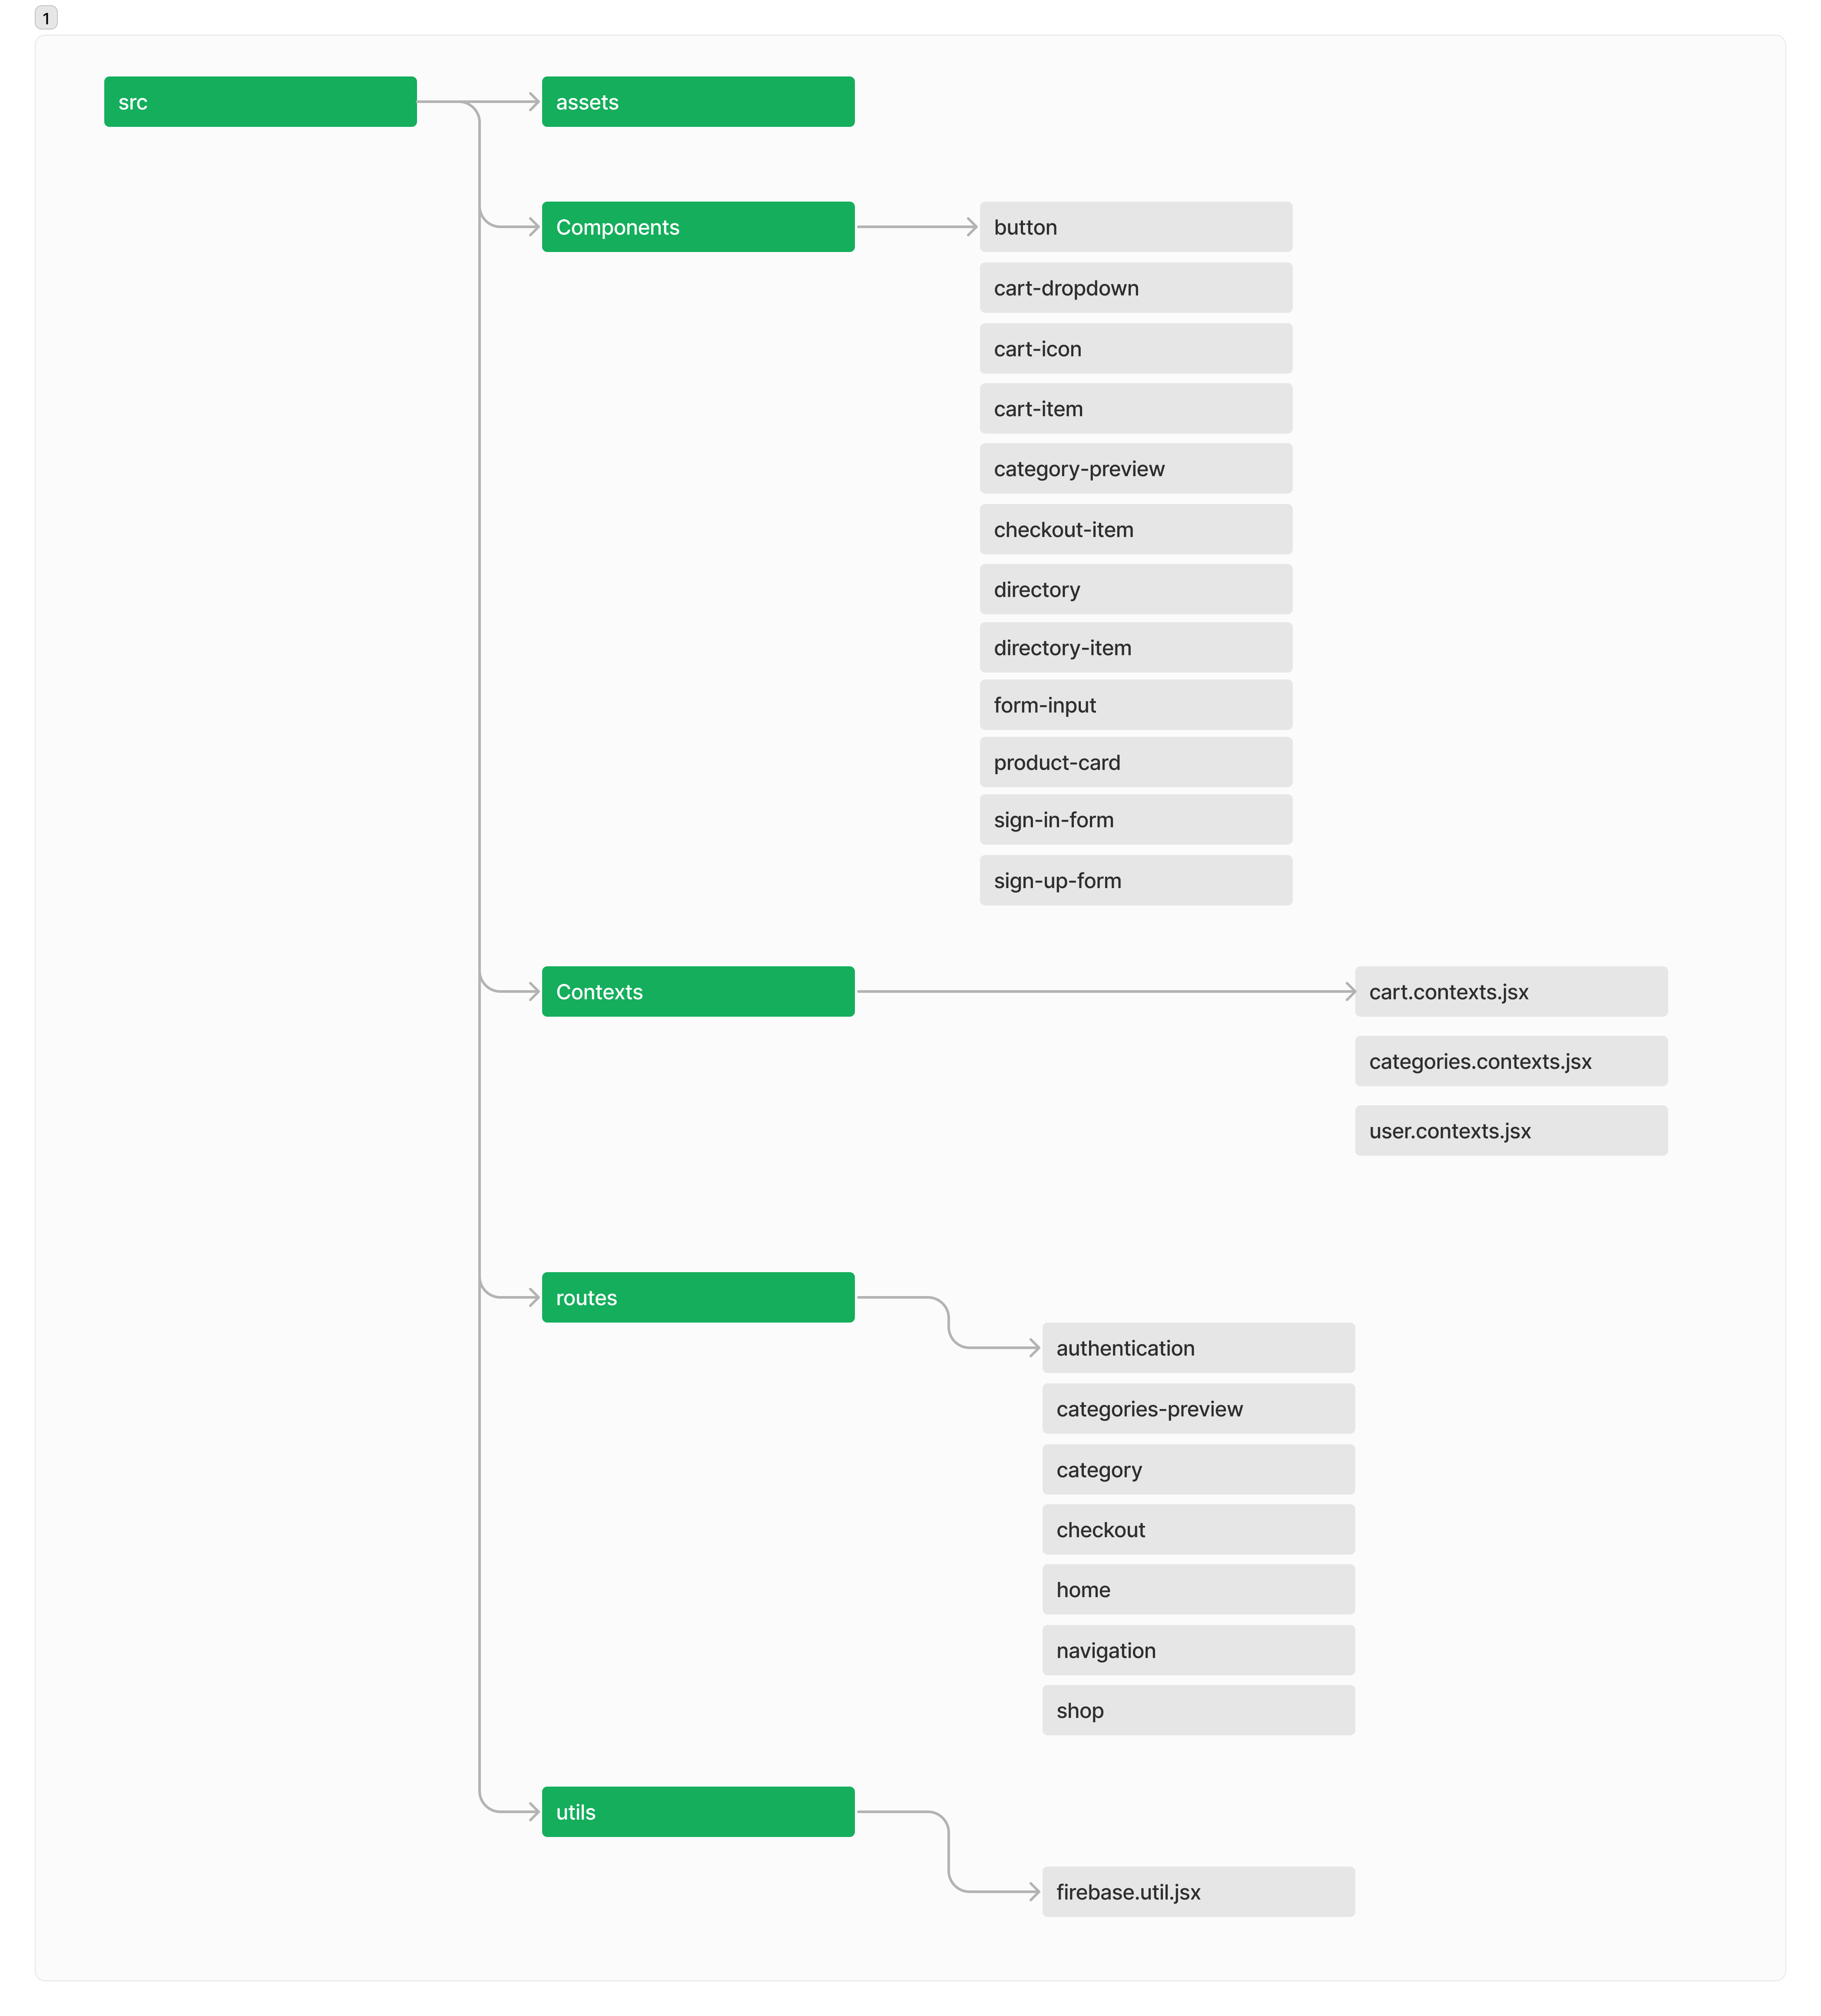 1
src
assets
Components
button
cart-dropdown
cart-icon
cart-item
category-preview
checkout-item
directory
directory-item
form-input
product-card
sign-in-form
sign-up-form
Contexts
cart.contexts.jsx
categories.contexts.jsx
user.contexts.jsx
routes
authentication
categories-preview
category
checkout
home
navigation
shop
utils
firebase.util.jsx